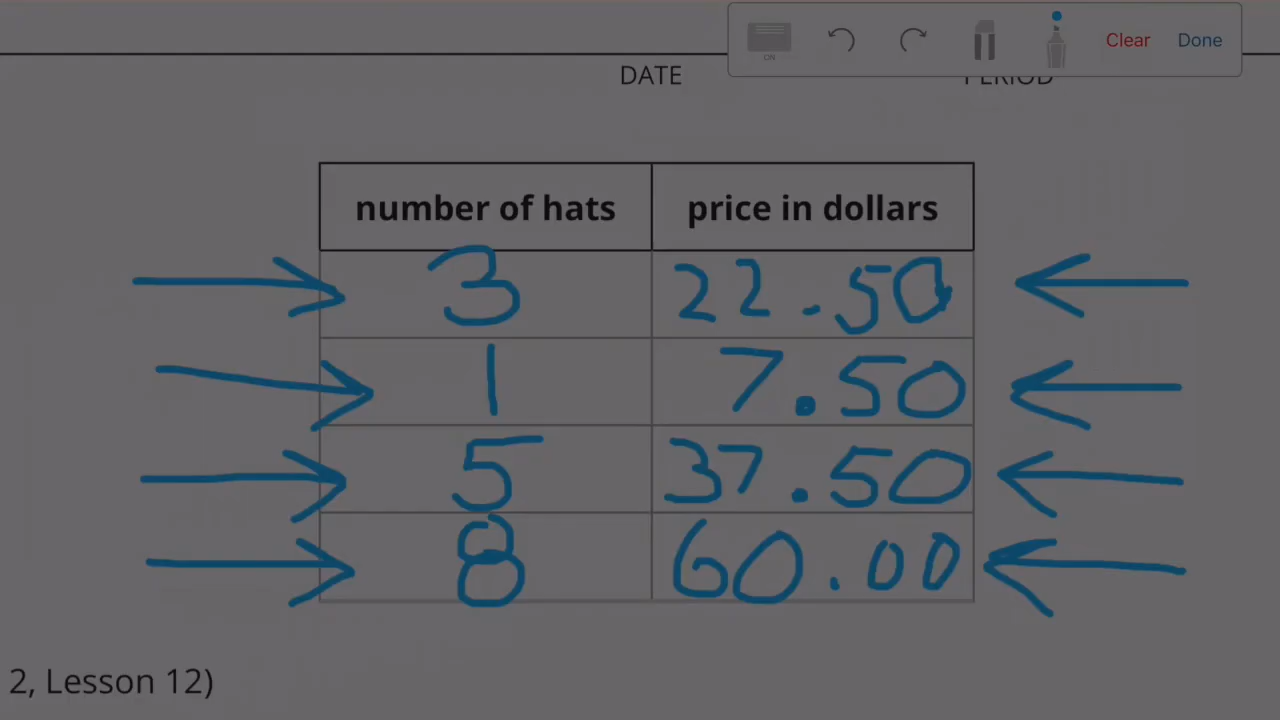 ON
Clear
Done
DATE
PERIOD
number of hats
price in dollars
3
22.50
1
7.50
5
37.50
8
60.00
2, Lesson 12)